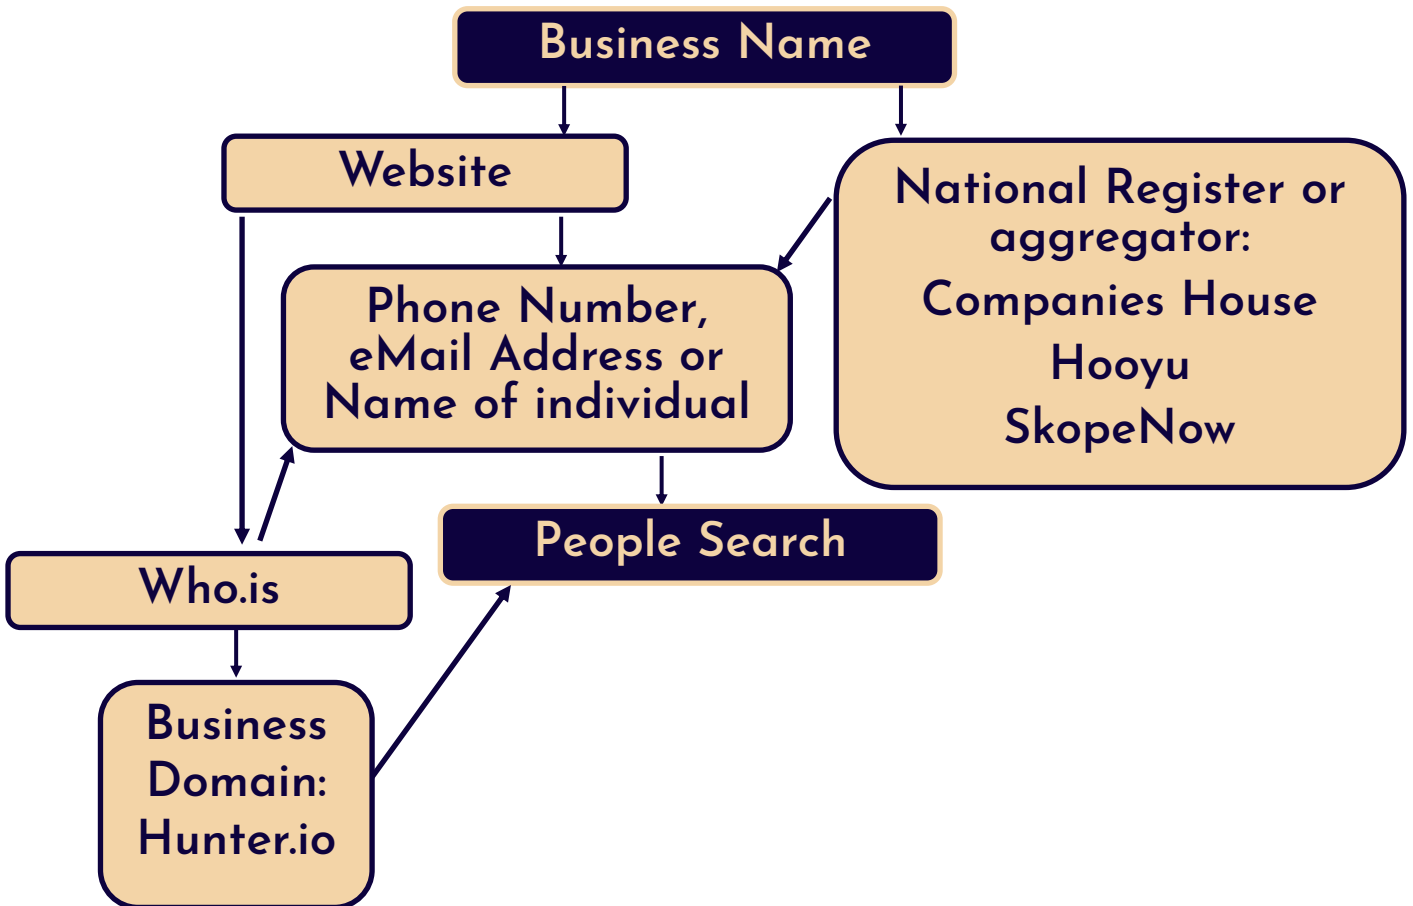 Business Name
Website
National Register or
aggregator:
Companies House
Hooyu
SkopeNow
Phone Number,
eMail Address or
Name of individual
People Search
Who.is
Business
Domain:
Hunter.io